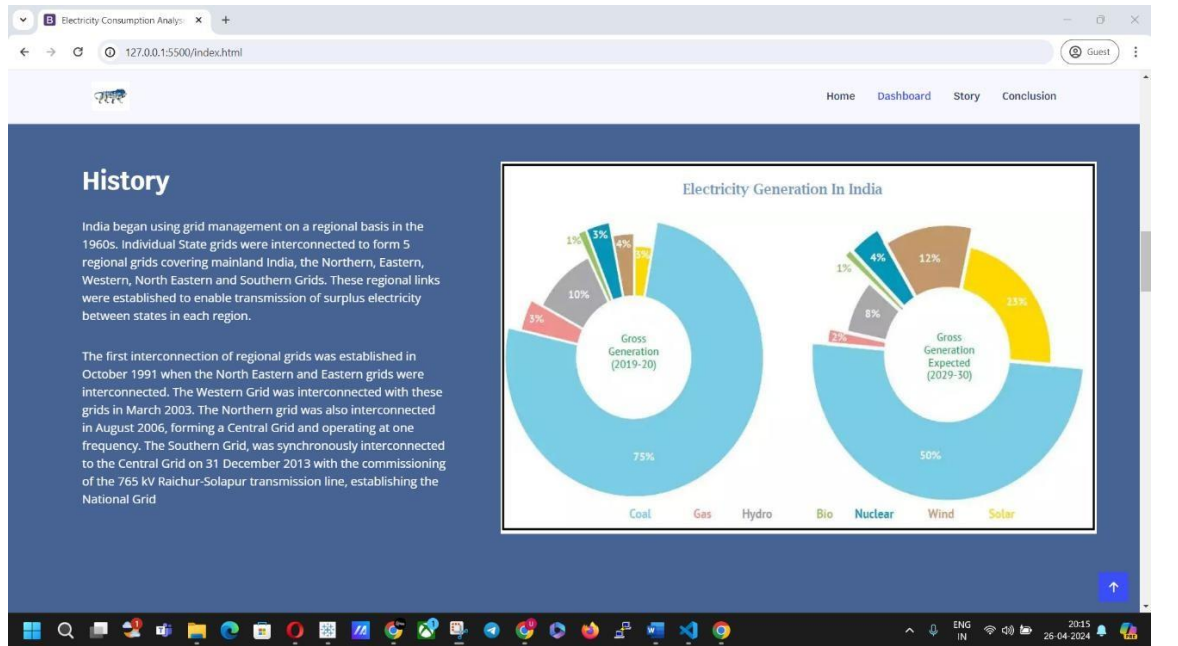 Electricity Consumption Analys
127.0.0.1:5500/index.html
Guest
Home Dashboard Story Conclusion
History
India began using grid management on a regional basis in the
1960s. Individual State grids were interconnected to form 5
regional grids covering mainland India, the Northern, Eastern,
Western, North Eastern and Southern Grids. These regional links
were established to enable transmission of surplus electricity
between states in each region.
The first interconnection of regional grids was established in
October 1991 when the North Eastern and Eastern grids were
interconnected. The Western Grid was interconnected with these
grids in March 2003. The Northern grid was also interconnected
in August 2006, forming a Central Grid and operating at one
frequency. The Southern Grid, was synchronously interconnected
to the Central Grid on 31 December 2013 with the commissioning
of the 765 kV Raichur-Solapur transmission line, establishing the
National Grid
Electricity Generation In India
1%
3%
4%
3%
10%
3%
75%
Gross
Generation
(2019-20)
1%
4%
12%
23%
8%
2%
50%
Gross
Generation
Expected
(2029-30)
Coal Gas Hydro Bio Nuclear Wind Solar
ENG
IN
20:15
26-04-2024